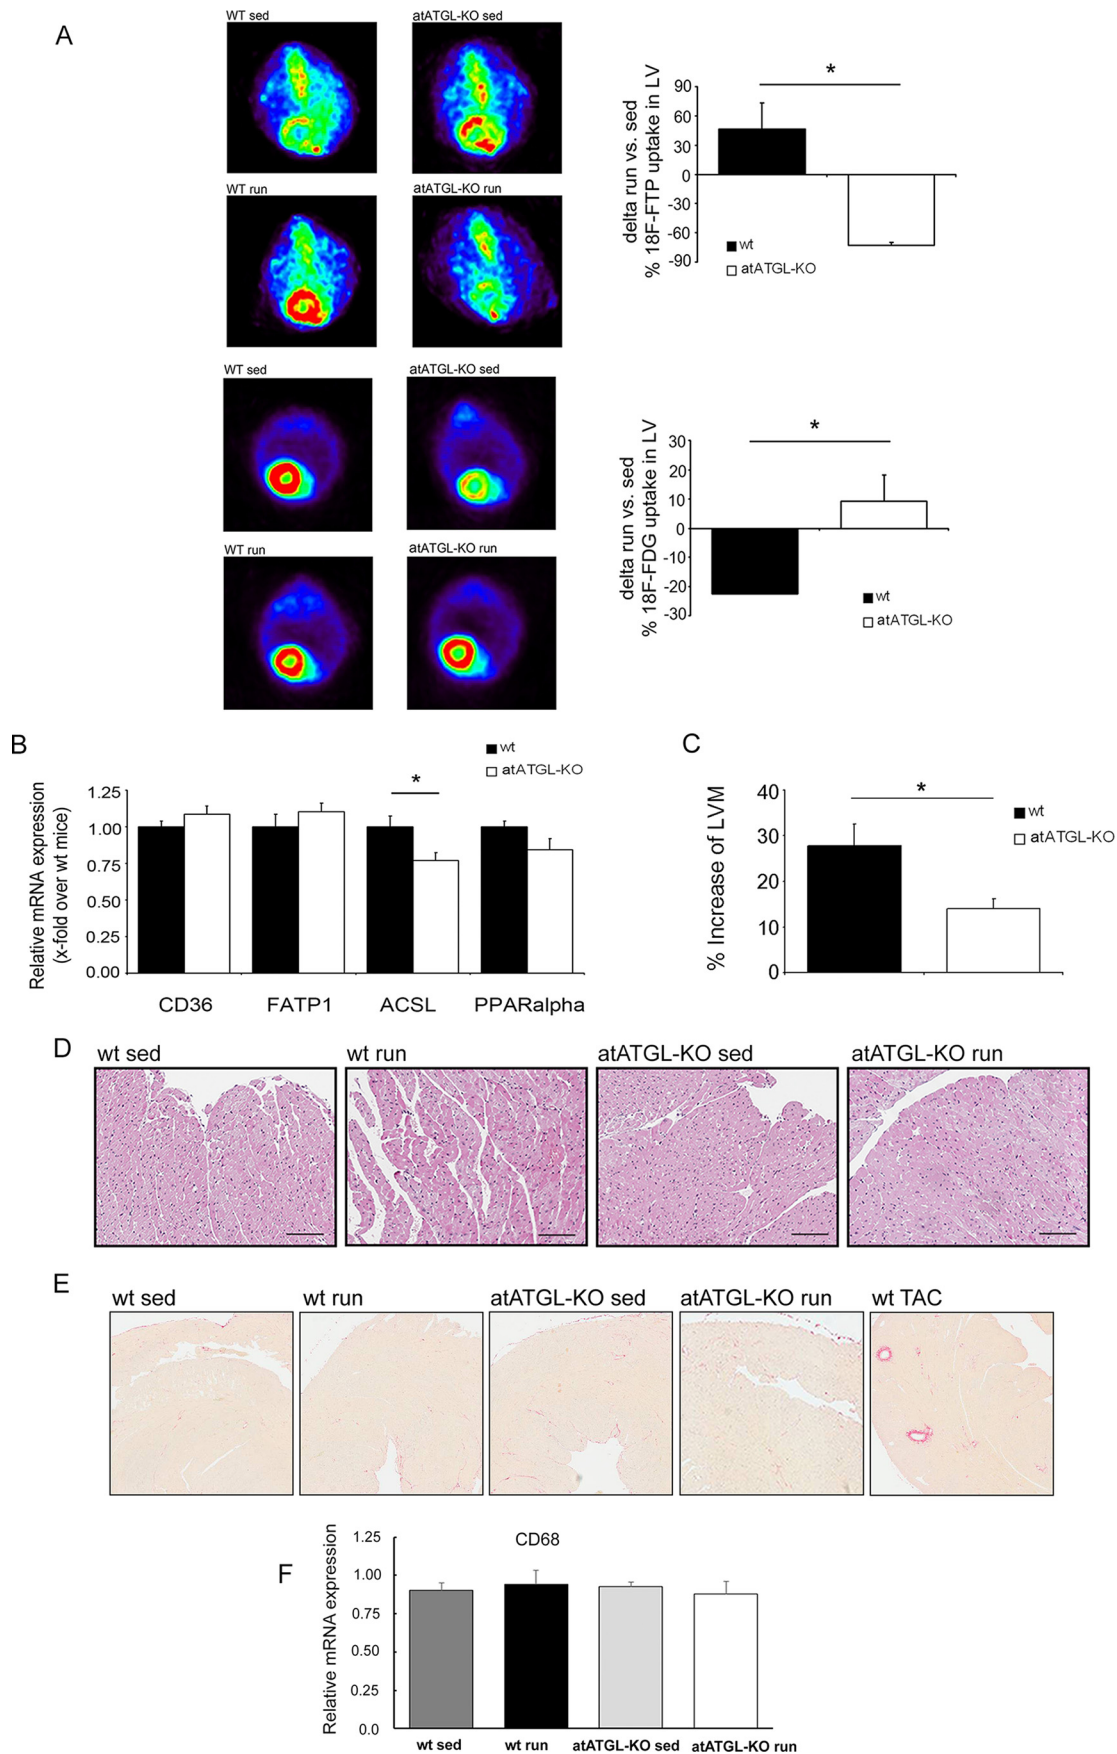 A
WT sed
atATGL-KO sed
WT run
atATGL-KO run
*
90
60
30
0
-30
-60
-90
delta run vs. sed
% 18F-FTP uptake in LV
wt
atATGL-KO
WT sed
atATGL-KO sed
WT run
atATGL-KO run
*
30
20
10
0
-10
-20
-30
delta run vs. sed
% 18F-FDG uptake in LV
wt
atATGL-KO
B
wt
atATGL-KO
*
1.25
1.00
0.75
0.50
0.25
0.00
Relative mRNA expression
(x-fold over wt mice)
CD36
FATP1
ACSL
PPARalpha
C
*
40
30
20
10
0
% Increase of LVM
wt
atATGL-KO
D
wt sed
wt run
atATGL-KO sed
atATGL-KO run
E
wt sed
wt run
atATGL-KO sed
atATGL-KO run
wt TAC
F
CD68
1.25
1.00
0.75
0.50
0.25
0.0
Relative mRNA expression
wt sed
wt run
atATGL-KO sed
atATGL-KO run